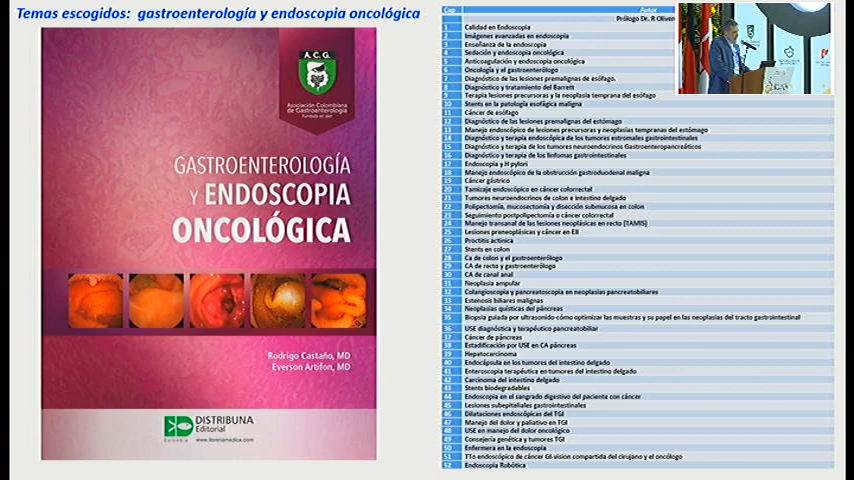 Temas escogidos: gastroenterología y endoscopia oncológica
A.C.G.
Asociación Colombiana
de Gastroenterología
GASTROENTEROLOGÍA
Y ENDOSCOPIA
ONCOLÓGICA
Rodrigo Castaño, MD
Everson Artifon, MD
DISTRIBUNA
Editorial
Colombia
www.libreriamedica.com
Cap Autor
Prólogo Dr. R Oliver
1 Calidad en Endoscopia
2 Imágenes avanzadas en endoscopia
3 Enseñanza de la endoscopia
4 Sedación y endoscopia oncológica
5 Anticoagulación y endoscopia oncológica
6 Oncología y el gastroenterólogo
7 Diagnóstico de las lesiones premalignas de esófago.
8 Diagnóstico y tratamiento del Barrett
9 Terapia lesiones precursoras y la neoplasia temprana del esófago
10 Stents en la patología esofágica maligna
11 Cáncer de esófago
12 Diagnóstico de las lesiones premalignas del estómago
13 Manejo endoscópico de lesiones precursoras y neoplasias tempranas del estómago
14 Diagnóstico y terapia endoscópica de los tumores estromales gastrointestinales
15 Diagnóstico y terapia de los tumores neuroendocrinos Gastroenteropancreáticos
16 Diagnóstico y terapia de los linfomas gastrointestinales
17 Endoscopia y H pylori
18 Manejo endoscópico de la obstrucción gastroduodenal maligna
19 Cáncer gástrico
20 Tamizaje endoscópico en cáncer colorrectal
21 Tumores neuroendocrinos de colon e intestino delgado
22 Polipectomía, mucosectomía y disección submucosa en colon
23 Seguimiento postpolipectomía o cáncer colorrectal
24 Manejo transanal de las lesiones neoplásicas en recto (TAMIS)
25 Lesiones preneoplásicas y cáncer en EII
26 Proctitis actínica
27 Stents en colon
28 Ca de colon y el gastroenterólogo
29 CA de recto y gastroenterólogo
30 CA de canal anal
31 Neoplasia ampular
32 Colangioscopia y pancreatoscopia en neoplasias pancreatobiliares
33 Estenosis biliares malignas
34 Neoplasias quísticas del páncreas
35 Biopsia guiada por ultrasonido-cómo optimizar las muestras y su papel en las neoplasias del tracto gastrointestinal
36 USE diagnóstica y terapéutico pancreatobiliar
37 Cáncer de páncreas
38 Estadificación por USE en CA páncreas
39 Hepatocarcinoma
40 Endocápsula en los tumores del intestino delgado
41 Enteroscopia terapéutica en tumores del intestino delgado
42 Carcinoma del intestino delgado
43 Stents biodegradables
44 Endoscopia en el sangrado digestivo del paciente con cáncer
45 Lesiones subepiteliales gastrointestinales
46 Dilataciones endoscópicas del TGI
47 Manejo del dolor y paliativo en TGI
48 USE en manejo del dolor oncológico
49 Consejería genética y tumores TGI
50 Enfermera en la endoscopia
51 TTo endoscópico de cáncer GI-vision compartida del cirujano y el oncólogo
52 Endoscopia Robótica